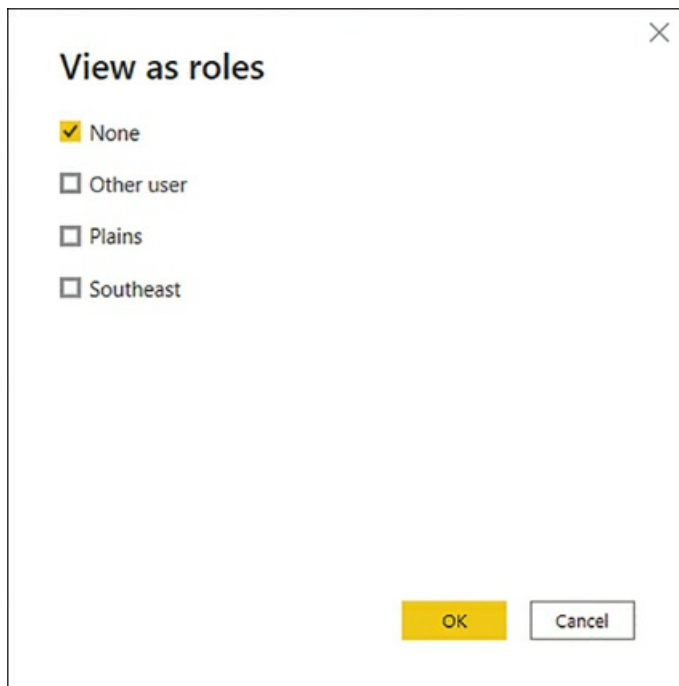 View as roles
None
Other user
Plains
Southeast
OK
Cancel